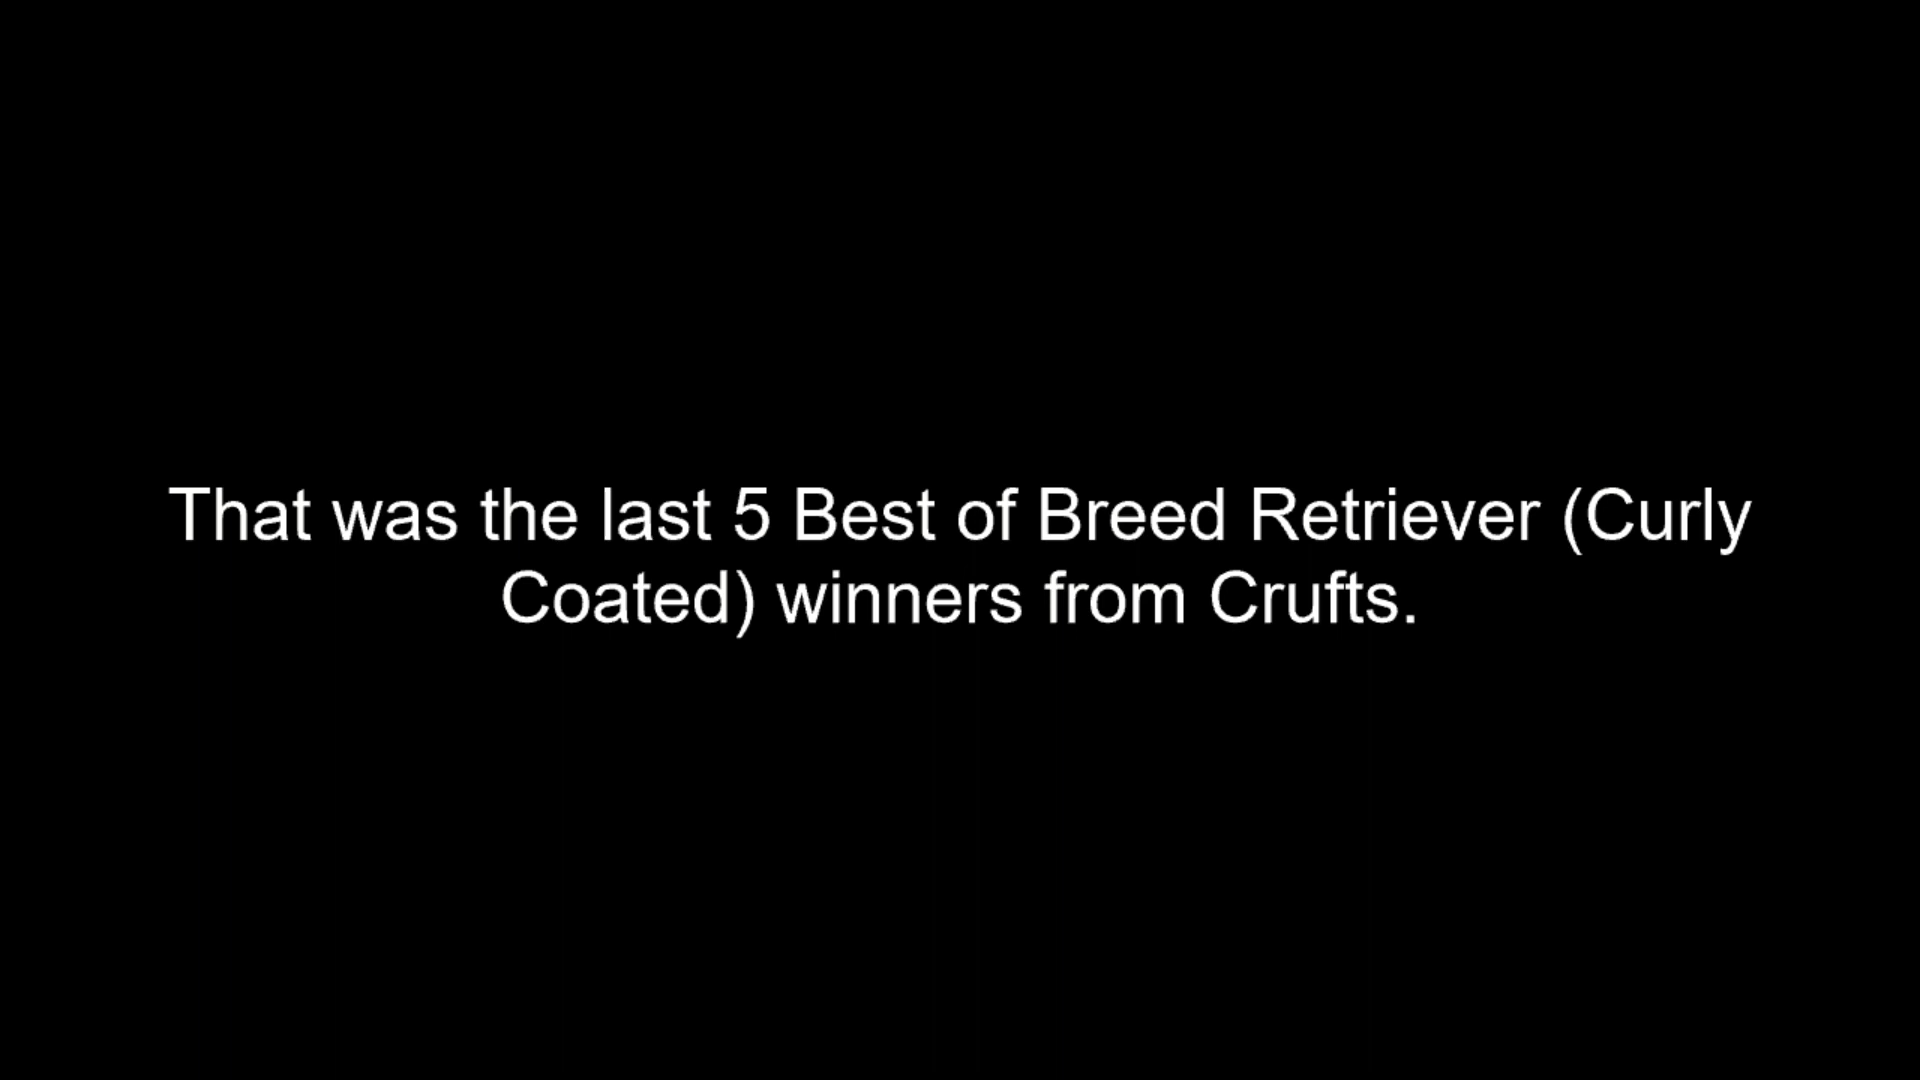 That was the last 5 Best of Breed Retriever (Curly
Coated) winners from Crufts.